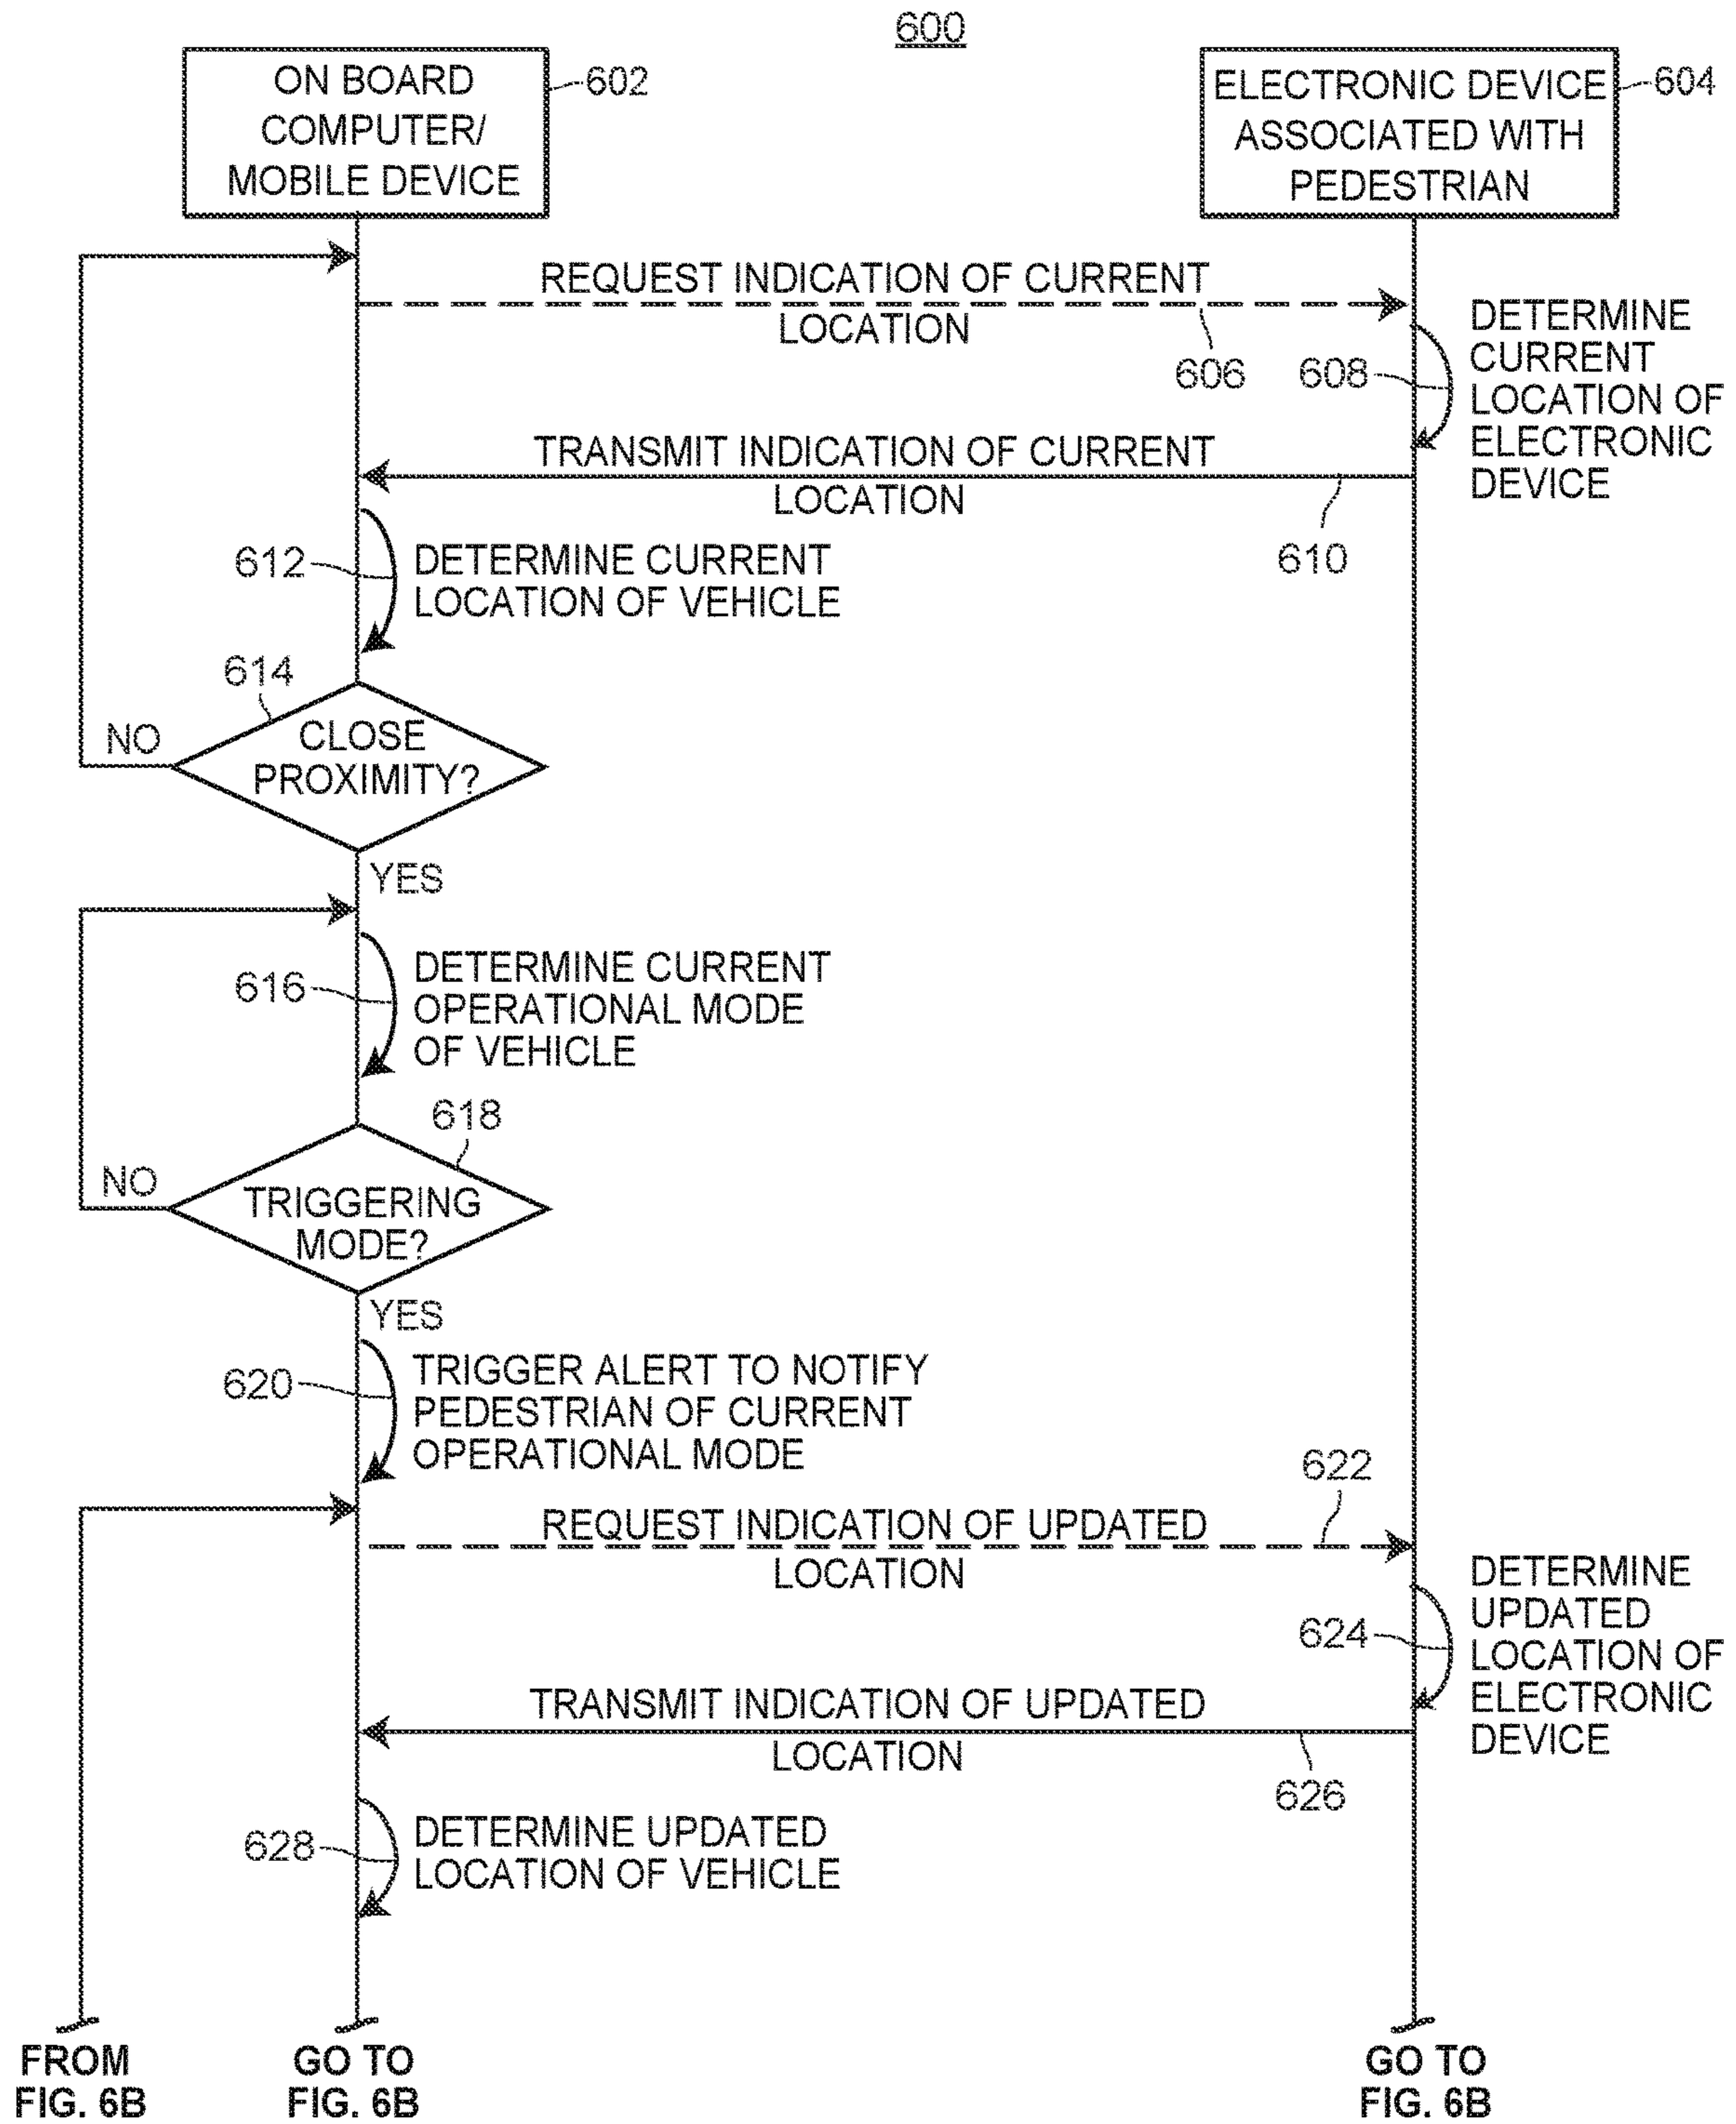 600
ON BOARD
COMPUTER/
MOBILE DEVICE
602
ELECTRONIC DEVICE
ASSOCIATED WITH
PEDESTRIAN
604
REQUEST INDICATION OF CURRENT
LOCATION
606
608
DETERMINE
CURRENT
LOCATION OF
ELECTRONIC
DEVICE
TRANSMIT INDICATION OF CURRENT
LOCATION
610
612
DETERMINE CURRENT
LOCATION OF VEHICLE
614
NO
CLOSE
PROXIMITY?
YES
616
DETERMINE CURRENT
OPERATIONAL MODE
OF VEHICLE
618
NO
TRIGGERING
MODE?
YES
620
TRIGGER ALERT TO NOTIFY
PEDESTRIAN OF CURRENT
OPERATIONAL MODE
622
REQUEST INDICATION OF UPDATED
LOCATION
624
DETERMINE
UPDATED
LOCATION OF
ELECTRONIC
DEVICE
TRANSMIT INDICATION OF UPDATED
LOCATION
626
628
DETERMINE UPDATED
LOCATION OF VEHICLE
FROM
FIG. 6B
GO TO
FIG. 6B
GO TO
FIG. 6B